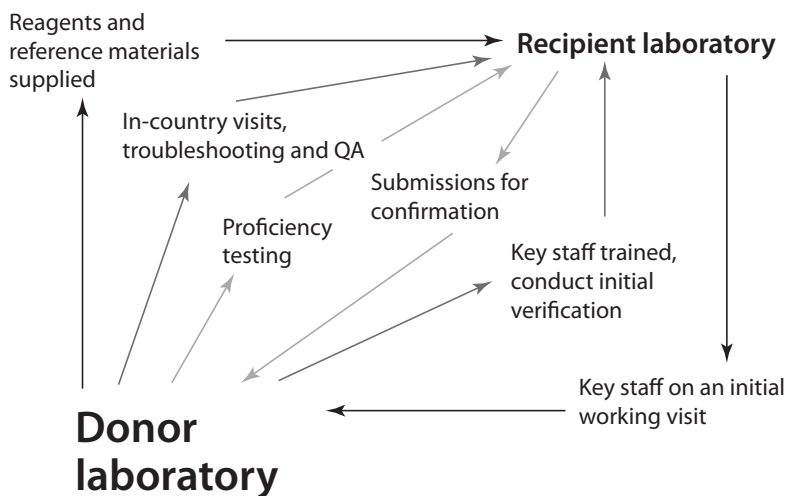 Reagents and
reference materials
supplied
Recipient laboratory
In-country visits,
troubleshooting and QA
Submissions for
confirmation
Proficiency
testing
Key staff trained,
conduct initial
verification
Key staff on an initial
working visit
Donor
laboratory